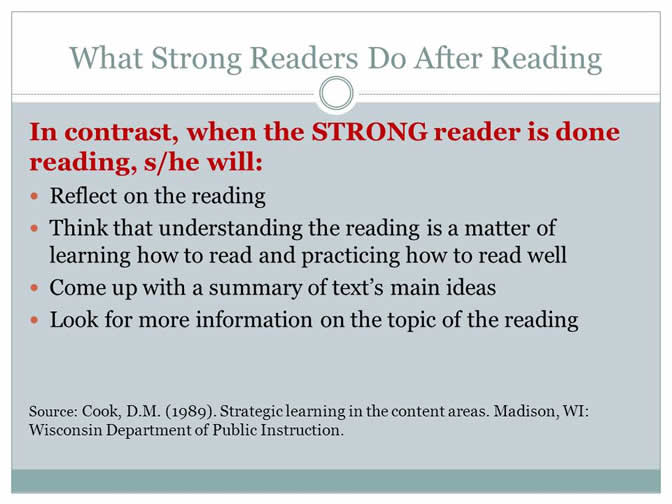 What Strong Readers Do After Reading
In contrast, when the STRONG reader is done
reading, s/he will:
• Reflect on the reading
• Think that understanding the reading is a matter of
learning how to read and practicing how to read well
• Come up with a summary of text's main ideas
• Look for more information on the topic of the reading
Source: Cook, D.M. (1989). Strategic learning in the content areas. Madison, WI:
Wisconsin Department of Public Instruction.